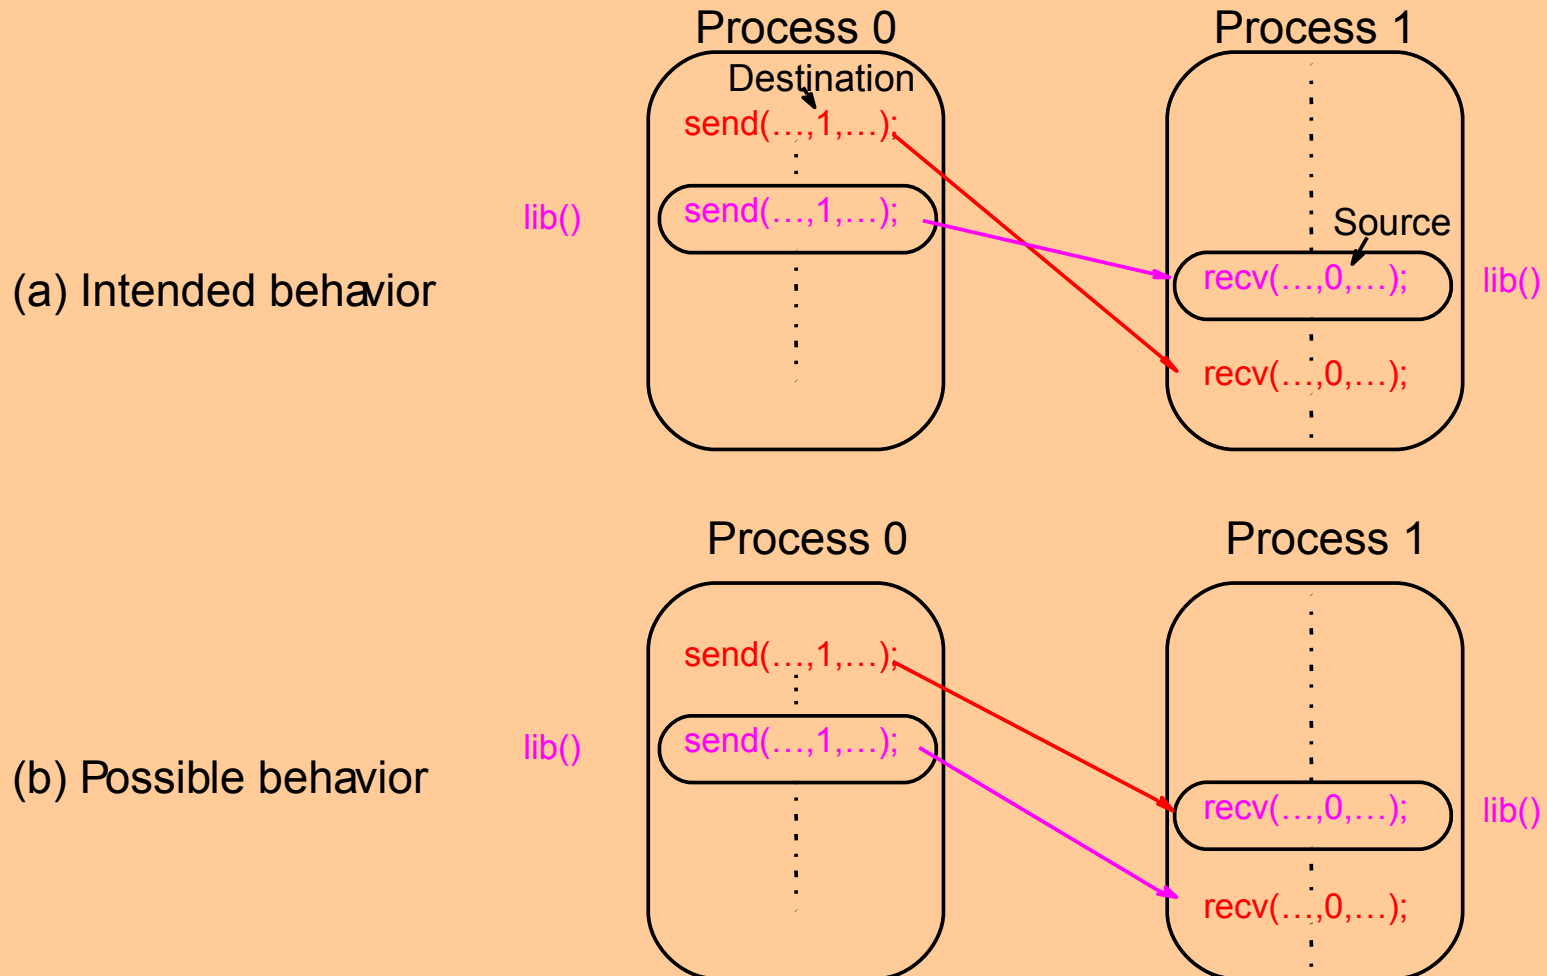 Process 0
Process 1
Destination
send(…,1,…);
lib()
send(…,1,…);
Source
(a) Intended behavior
recv(…,0,…);
lib()
recv(…,0,…);
Process 0
Process 1
send(…,1,…);
lib()
send(…,1,…);
(b) Possible behavior
recv(…,0,…);
lib()
recv(…,0,…);